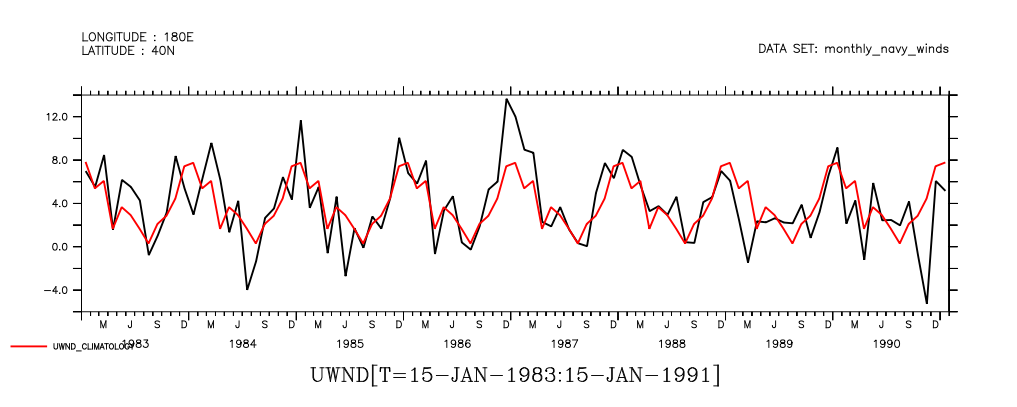 LONGITUDE : 180E
LATITUDE : 40N
DATA SET: monthly_navy_winds
12.0
8.0
4.0
0.0
−4.0
M J S D M J S D M J S D M J S D M J S D M J S D M J S D M J S D
1983 1984 1985 1986 1987 1988 1989 1990
UWND_CLIMATOLOGY
UWND[T=15−JAN−1983:15−JAN−1991]